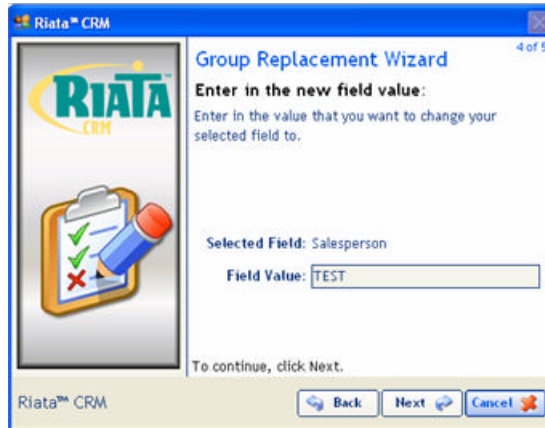 Riata™ CRM
4 of 5
Group Replacement Wizard
Enter in the new field value:
Enter in the value that you want to change your
selected field to.
RIATA™
CRM
Selected Field: Salesperson
Field Value: TEST
To continue, click Next.
Riata™ CRM
Back Next Cancel